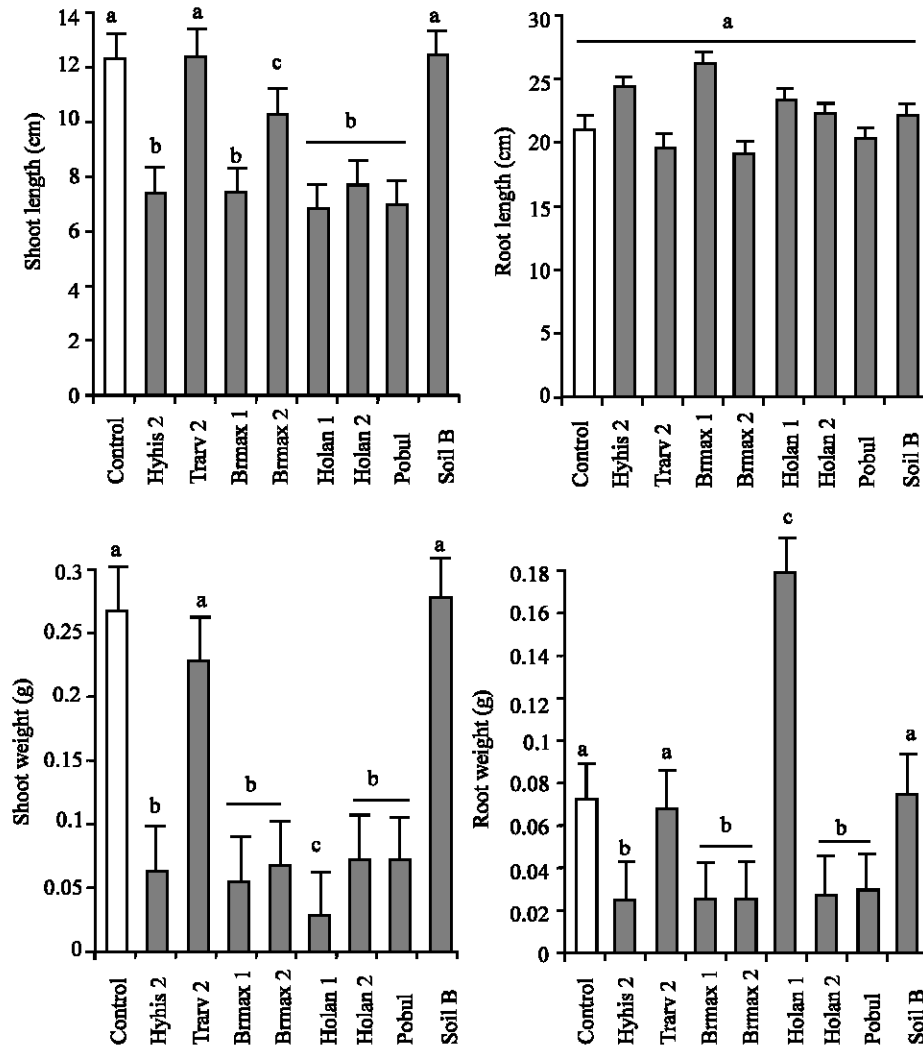 14
12
10
8
6
4
2
0
Shoot length (cm)
a
b
a
b
c
b
a
Control
Hyhis 2
Trarv 2
Brmax 1
Brmax 2
Holan 1
Holan 2
Pobul
Soil B
30
25
20
15
10
5
0
Root length (cm)
a
Control
Hyhis 2
Trarv 2
Brmax 1
Brmax 2
Holan 1
Holan 2
Pobul
Soil B
0.3
0.25
0.2
0.15
0.1
0.05
0
Shoot weight (g)
a
b
a
b
c
b
a
Control
Hyhis 2
Trarv 2
Brmax 1
Brmax 2
Holan 1
Holan 2
Pobul
Soil B
0.18
0.16
0.14
0.12
0.1
0.08
0.06
0.04
0.02
0
Root weight (g)
a
b
a
b
c
b
a
Control
Hyhis 2
Trarv 2
Brmax 1
Brmax 2
Holan 1
Holan 2
Pobul
Soil B